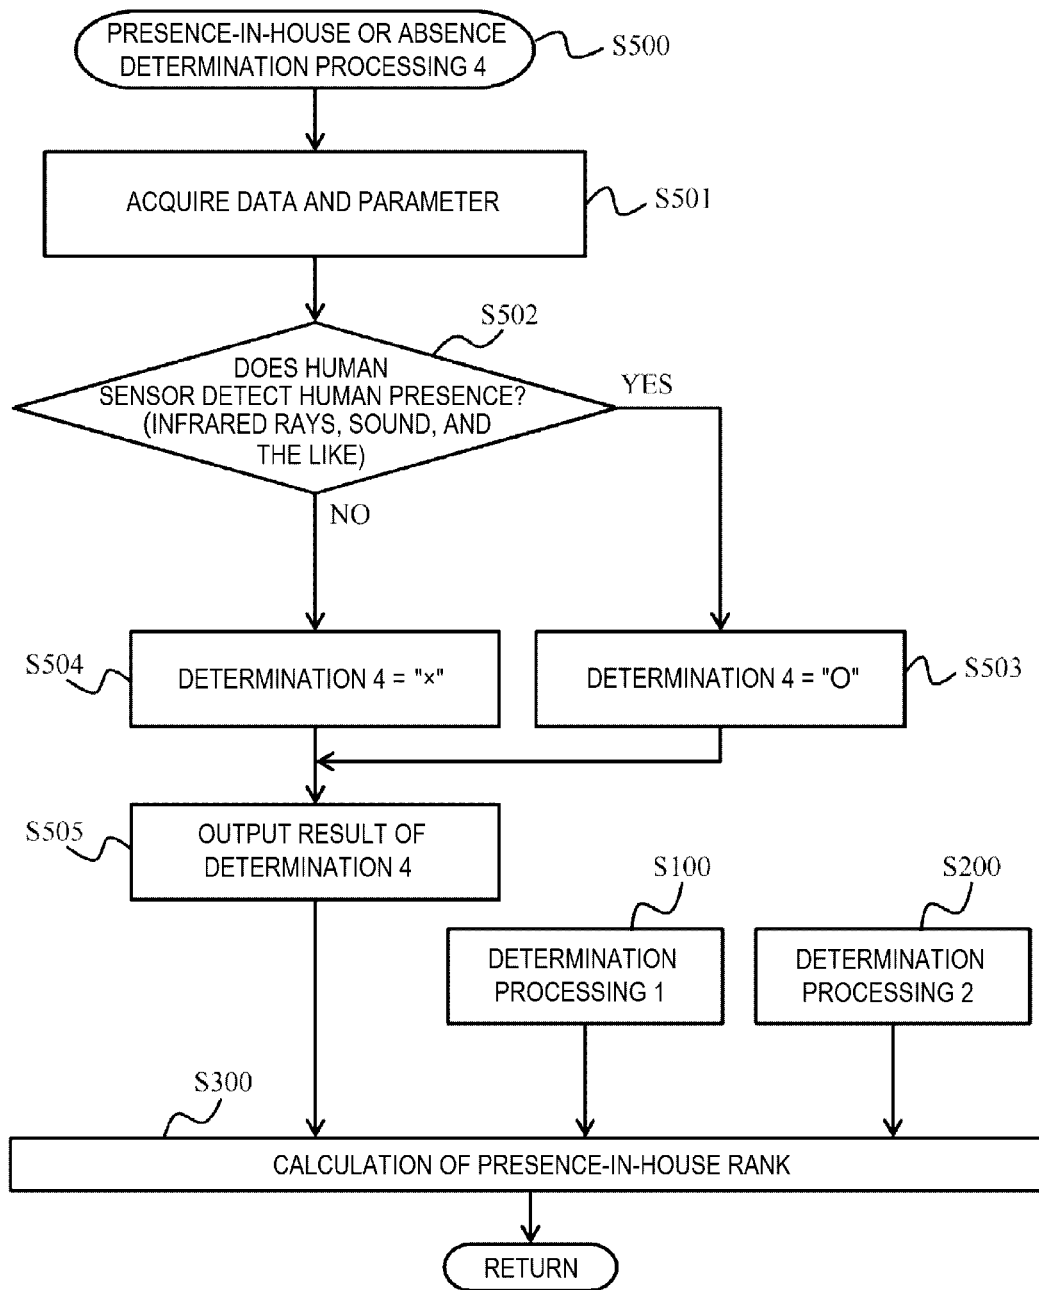 PRESENCE-IN-HOUSE OR ABSENCE
DETERMINATION PROCESSING 4
S500
ACQUIRE DATA AND PARAMETER
S501
S502
DOES HUMAN
SENSOR DETECT HUMAN PRESENCE?
(INFRARED RAYS, SOUND, AND
THE LIKE)
YES
NO
S504
DETERMINATION 4 = "×"
DETERMINATION 4 = "O"
S503
S505
OUTPUT RESULT OF
DETERMINATION 4
S100
S200
DETERMINATION
PROCESSING 1
DETERMINATION
PROCESSING 2
S300
CALCULATION OF PRESENCE-IN-HOUSE RANK
RETURN